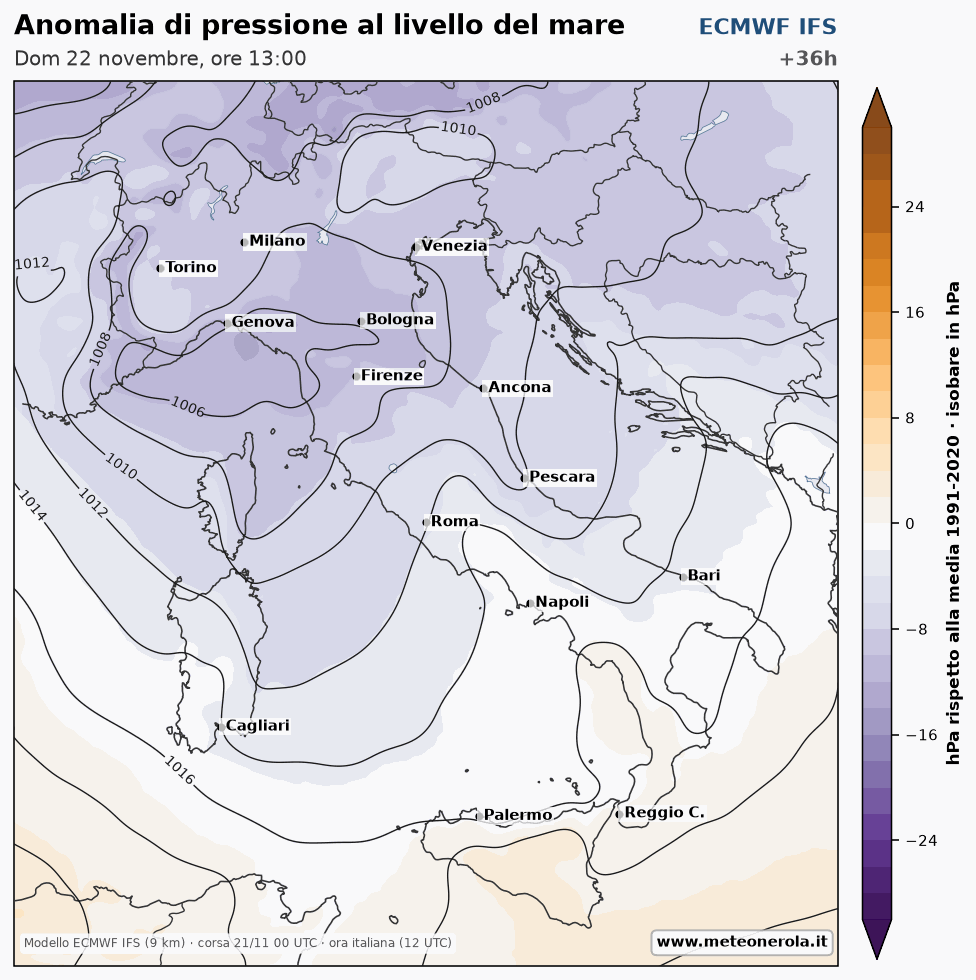 Anomalia di pressione al livello del mare
ECMWF IFS
Dom 22 novembre, ore 13:00
+36h
1008
1010
Milano
Venezia
1012
Torino
Genova
Bologna
1008
Firenze
Ancona
1006
1010
Pescara
1012
1014
Roma
Bari
Napoli
Cagliari
1016
Palermo
Reggio C.
24
16
8
0
−8
−16
−24
hPa rispetto alla media 1991-2020 · isobare in hPa
Modello ECMWF IFS (9 km) · corsa 21/11 00 UTC · ora italiana (12 UTC)
www.meteonerola.it